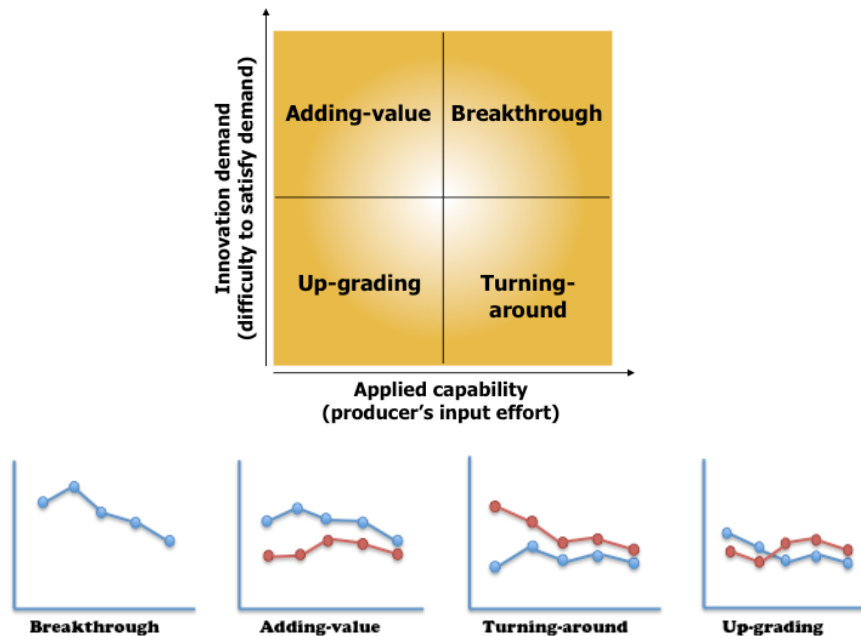 Innovation demand
(difficulty to satisfy demand)
Adding-value
Breakthrough
Up-grading
Turning-
around
Applied capability
(producer's input effort)
Breakthrough
Adding-value
Turning-around
Up-grading